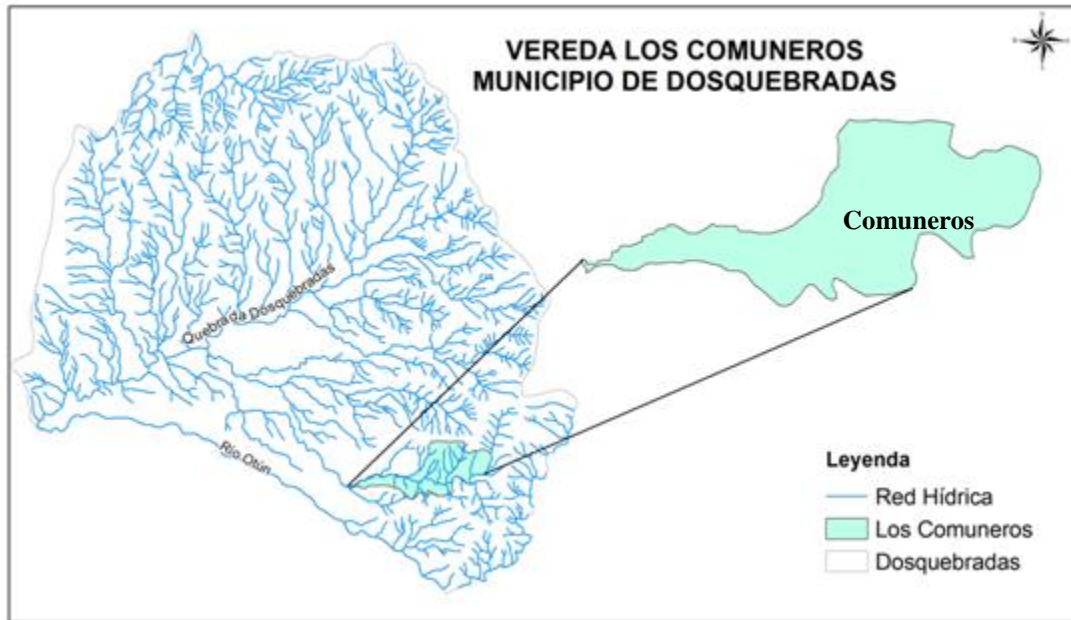 VEREDA LOS COMUNEROS
MUNICIPIO DE DOSQUEBRADAS
Comuneros
Quebrada Dosquebradas
Río Otún
Leyenda
Red Hídrica
Los Comuneros
Dosquebradas